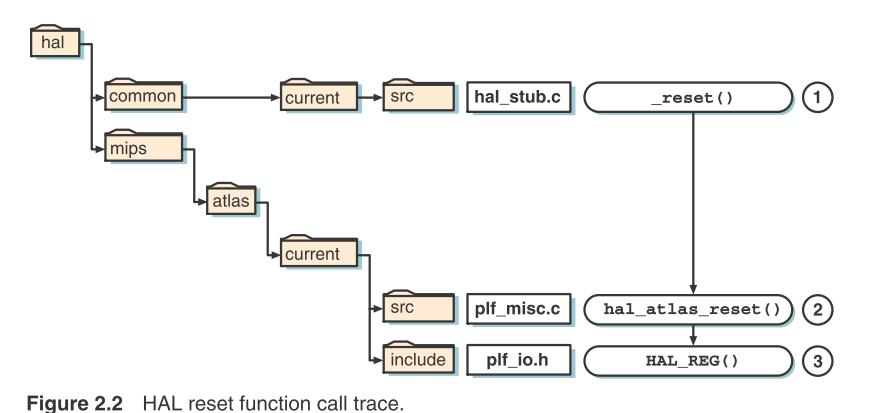 hal
common current src hal_stub.c _reset() 1
mips
atlas
current
src plf_misc.c hal_atlas_reset() 2
include plf_io.h HAL_REG() 3
Figure 2.2 HAL reset function call trace.